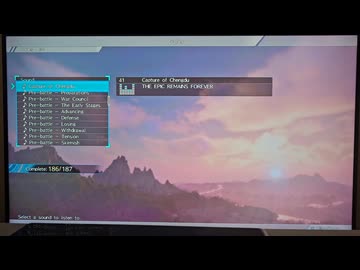 Sound
Capture of Chengdu
Pre-battle - Preparations
Pre-battle - War Council
Pre-battle - The Early Stages
Pre-battle - Advancing
Pre-battle - Defense
Pre-battle - Losing
Pre-battle - Withdrawal
Pre-battle - Tension
Pre-battle - Skirmish
41 Capture of Chengdu
THE EPIC REMAINS FOREVER
Complete: 186/187
Select a sound to listen to.